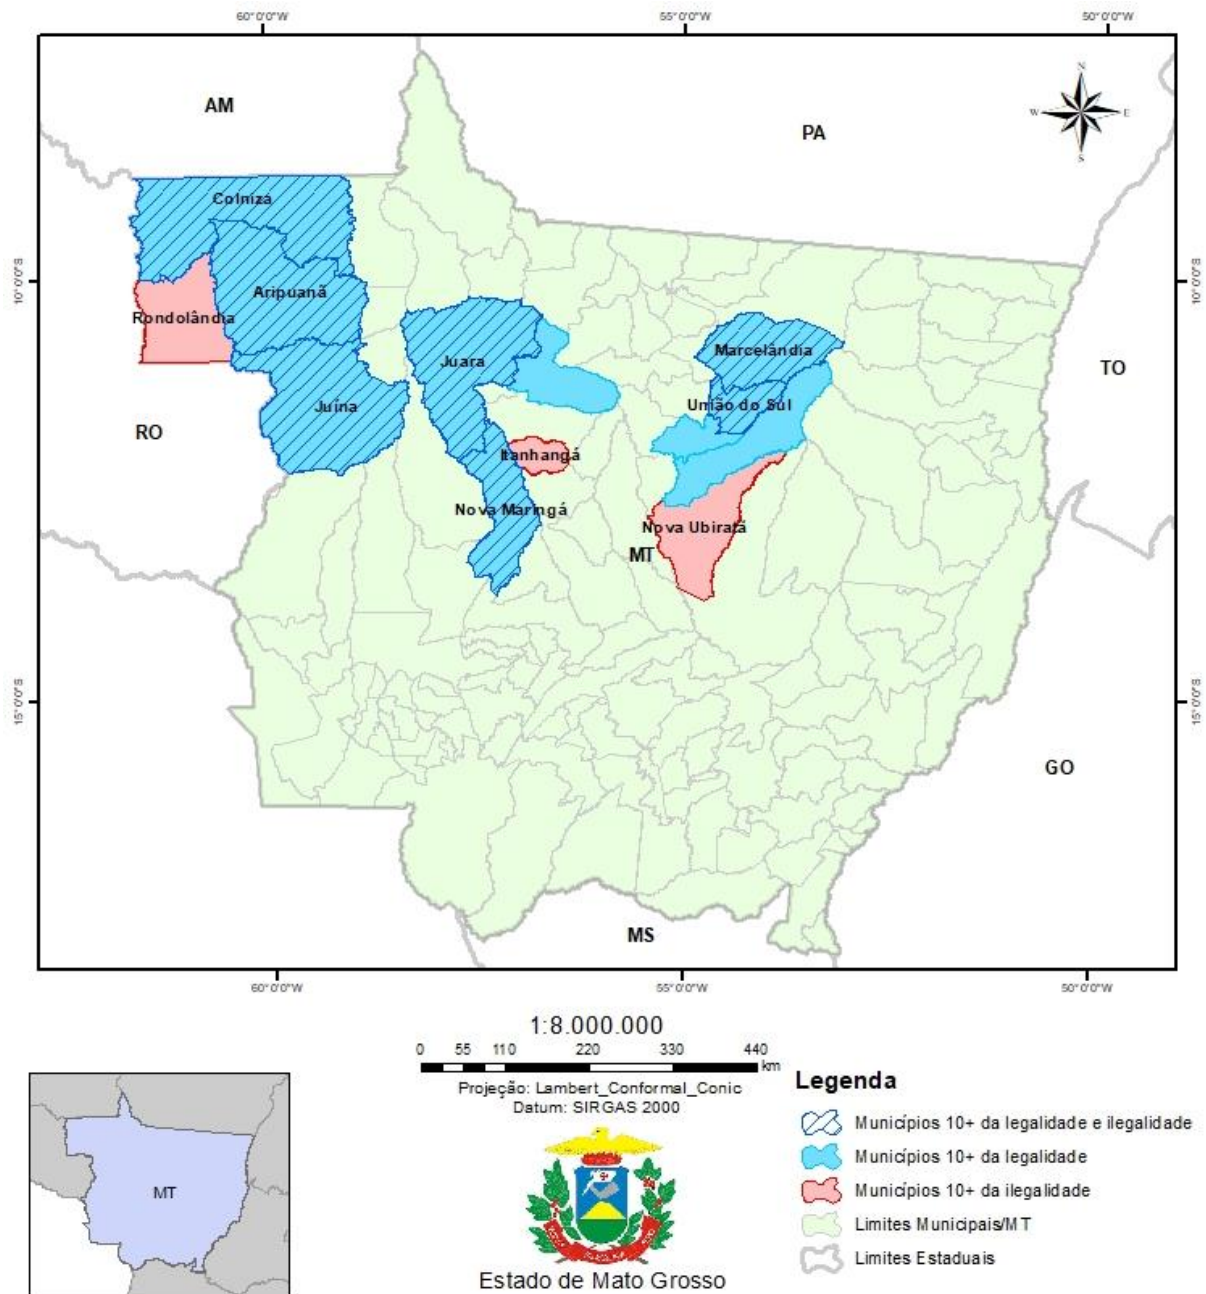 60°0'0"W 55°0'0"W 50°0'0"W
N
W E
S
AM
PA
Colniza
10°0'0"S 10°0'0"S
Aripuanã
Rondolândia
Marcelândia
Juara
TO
União do Sul
Juína
RO
Itanhangá
Nova Maringá
Nova Ubiratã
MT
15°0'0"S 15°0'0"S
GO
MS
60°0'0"W 55°0'0"W 50°0'0"W
1:8.000.000
0 55 110 220 330 440
km
Projeção: Lambert_Conformal_Conic
Datum: SIRGAS 2000
Estado de Mato Grosso
MT
Legenda
Municípios 10+ da legalidade e ilegalidade
Municípios 10+ da legalidade
Municípios 10+ da ilegalidade
Limites Municipais/MT
Limites Estaduais